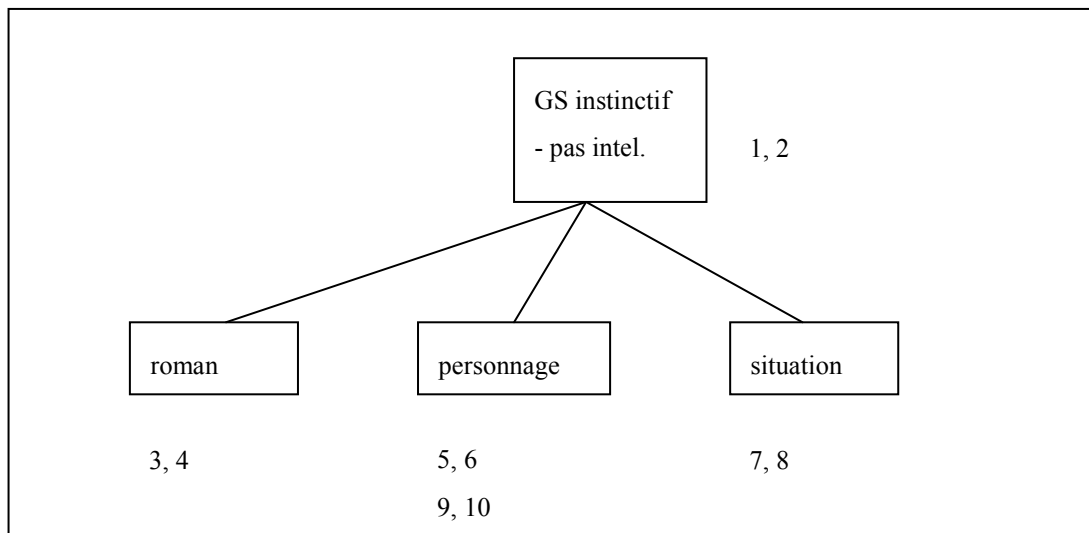 GS instinctif
- pas intel.
1, 2
roman
personnage
situation
3, 4
5, 6
7, 8
9, 10